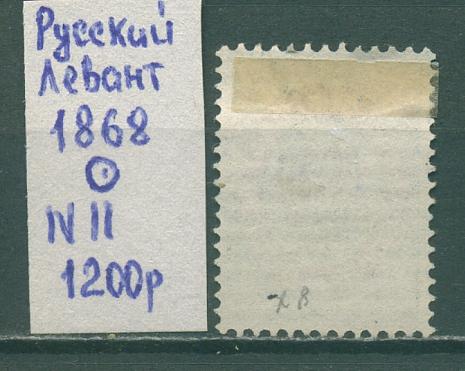 Русский
Левант
1868
N 11
1200р
х в